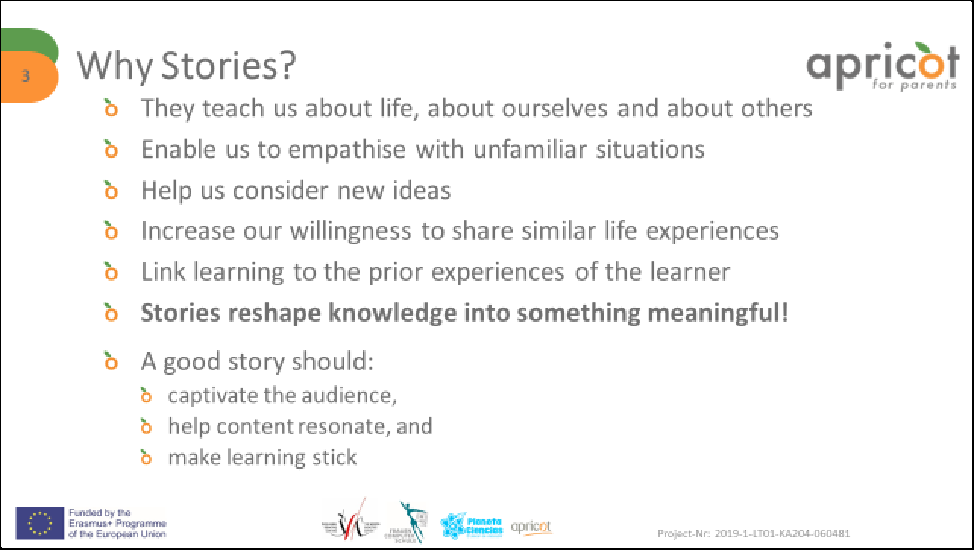 3
Why Stories?
apricot
for parents
They teach us about life, about ourselves and about others
Enable us to empathise with unfamiliar situations
Help us consider new ideas
Increase our willingness to share similar life experiences
Link learning to the prior experiences of the learner
Stories reshape knowledge into something meaningful!
A good story should:
captivate the audience,
help content resonate, and
make learning stick
Funded by the
Erasmus+ Programme
of the European Union
Planeta
Ciencias
apricot
Project-Nr: 2019-1-LT01-KA204-060481